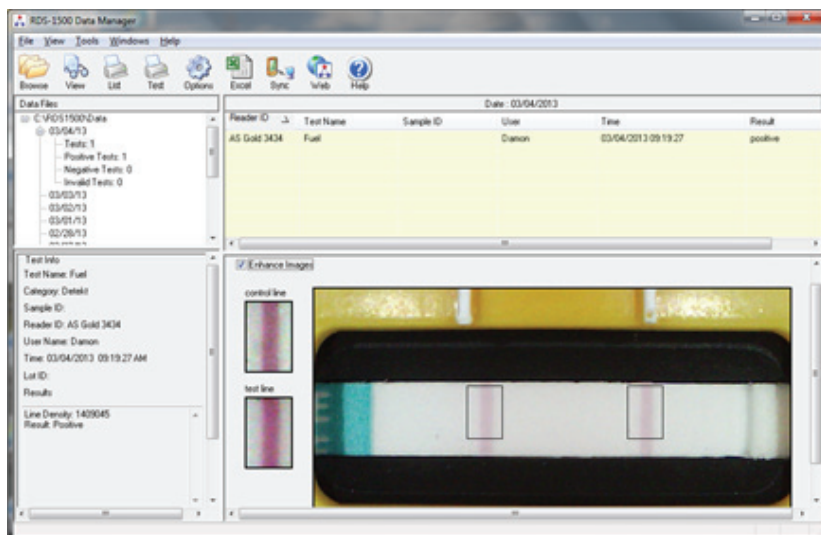 RDS-1500 Data Manager
File View Tools Windows Help
Browse View List Test Options Excel Sync Web Help
Data Files
C:\RDS1500\Data
03/04/13
Tests: 1
Positive Tests: 1
Negative Tests: 0
Invalid Tests: 0
03/03/13
03/02/13
03/01/13
02/28/13
Date : 03/04/2013
Reader ID Test Name Sample ID User Time Result
AS Gold 3434 Fuel Damon 03/04/2013 09:19:27 positive
Test Info
Test Name: Fuel
Category: Detekt
Sample ID:
Reader ID: AS Gold 3434
User Name: Damon
Time: 03/04/2013 09:19:27 AM
Lot ID:
Results
Line Density: 1409045
Result: Positive
Enhance Images
control line
test line